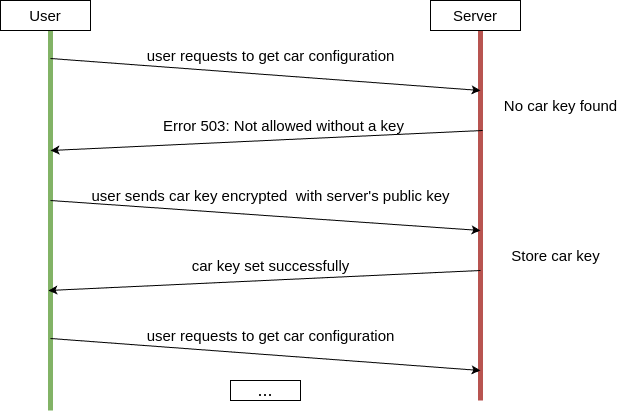 User
Server
user requests to get car configuration
No car key found
Error 503: Not allowed without a key
user sends car key encrypted  with server's public key
Store car key
car key set successfully
user requests to get car configuration
...